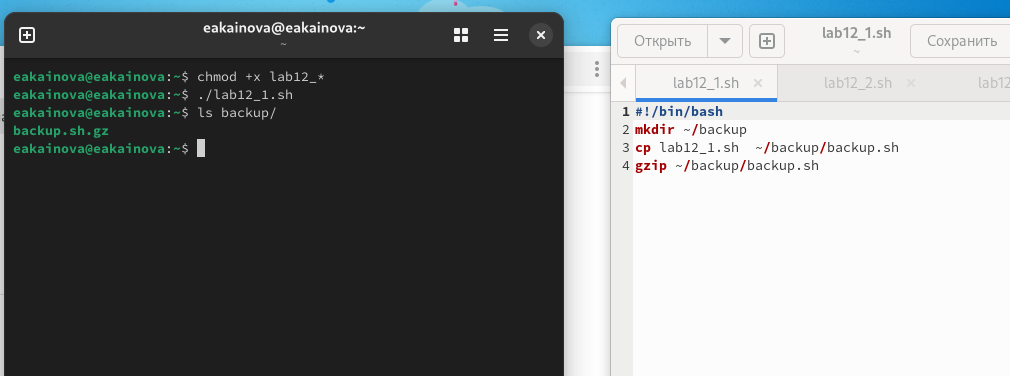 eakainova@eakainova:~
~
eakainova@eakainova:~$ chmod +x lab12_*
eakainova@eakainova:~$ ./lab12_1.sh
eakainova@eakainova:~$ ls backup/
backup.sh.gz
eakainova@eakainova:~$
Открыть
lab12_1.sh
~
Сохранить
lab12_1.sh
lab12_2.sh
lab12
1 #!/bin/bash
2 mkdir ~/backup
3 cp lab12_1.sh  ~/backup/backup.sh
4 gzip ~/backup/backup.sh